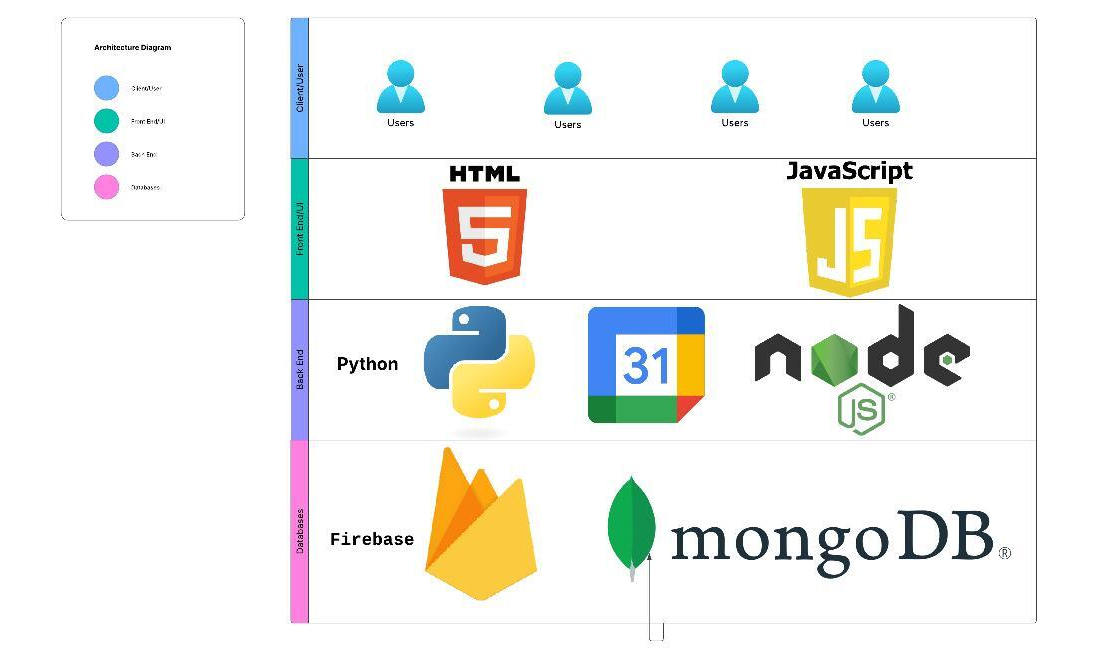 Architecture Diagram
Client/User
Front End/UI
Back End
Databases
Client/User
Users
Users
Users
Users
Front End/UI
HTML
5
JavaScript
JS
Back End
Python
31
node
JS®
Databases
Firebase
mongoDB®